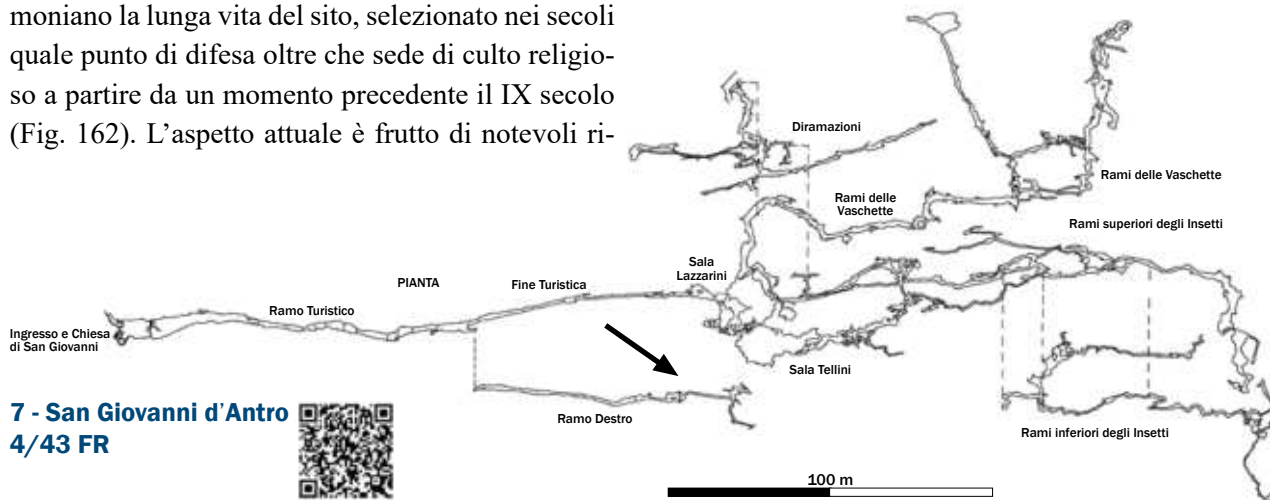 moniano la lunga vita del sito, selezionato nei secoli
quale punto di difesa oltre che sede di culto religio-
so a partire da un momento precedente il IX secolo
(Fig. 162). L’aspetto attuale è frutto di notevoli ri-
Diramazioni
Rami delle Vaschette
Rami delle
Vaschette
Rami superiori degli Insetti
Sala
Lazzarini
PIANTA
Fine Turistica
Ramo Turistico
Ingresso e Chiesa
di San Giovanni
Sala Tellini
Ramo Destro
Rami inferiori degli Insetti
7 - San Giovanni d’Antro
4/43 FR
100 m